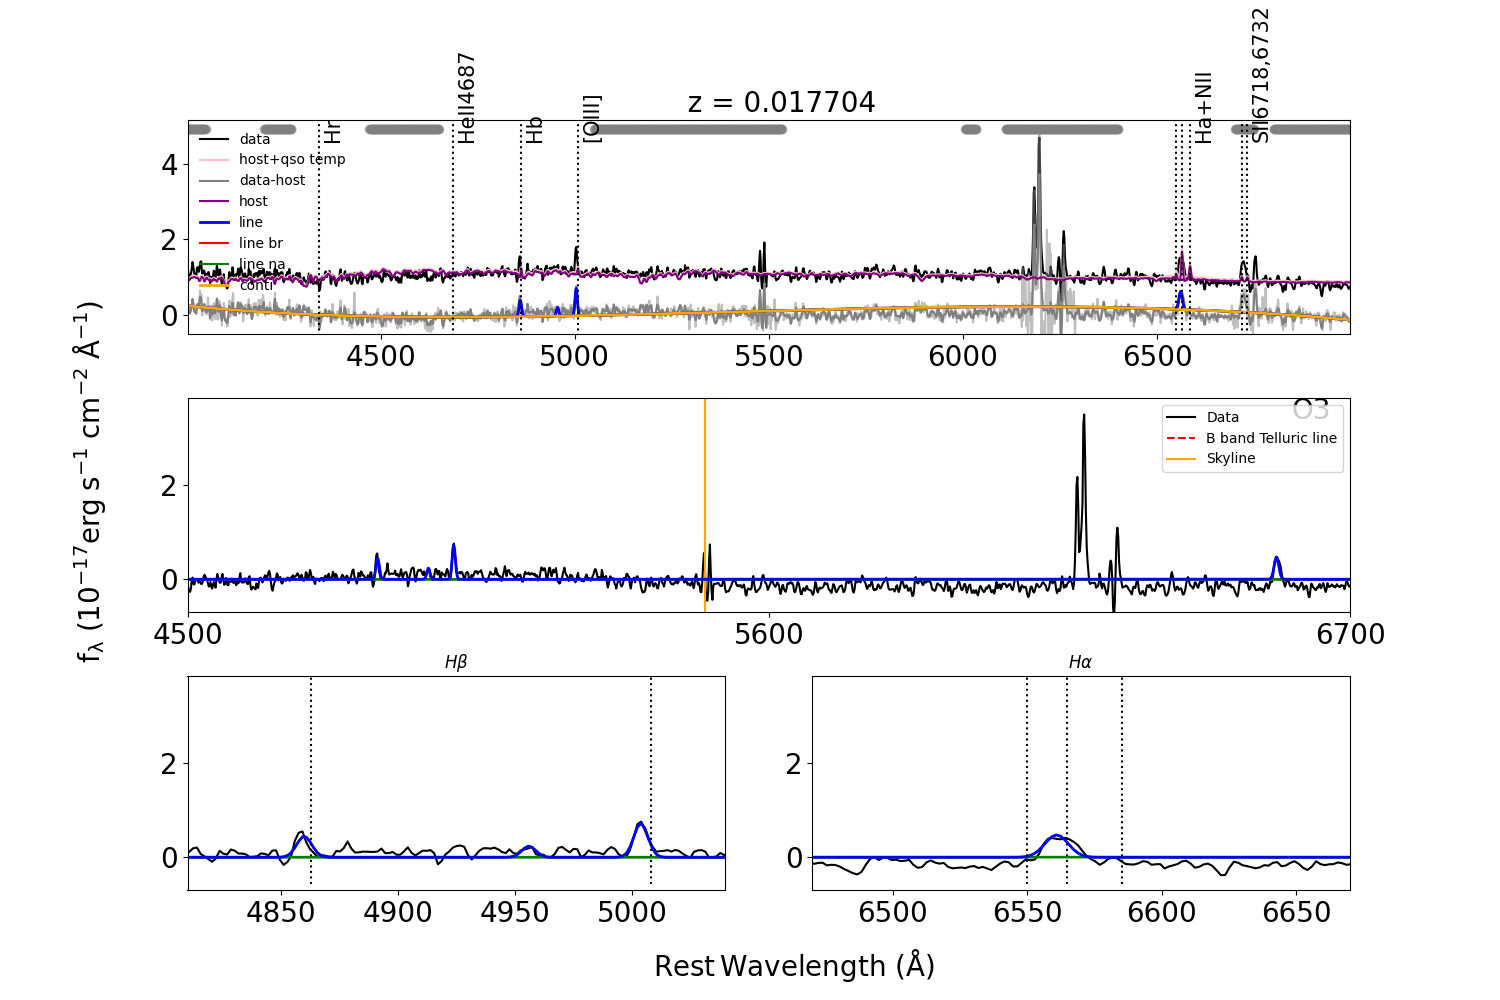 z = 0.017704
Hr
HeII4687
Hb
[OIII]
Ha+NII
SII6718,6732
data
host+qso temp
data-host
host
line
line br
line na
conti
4
2
0
4500
5000
5500
6000
6500
O3
Data
B band Telluric line
Skyline
2
0
4500
5600
6700
fλ (10⁻¹⁷erg s⁻¹ cm⁻² Å⁻¹)
Hβ
2
0
4850
4900
4950
5000
Hα
2
0
6500
6550
6600
6650
Rest Wavelength (Å)